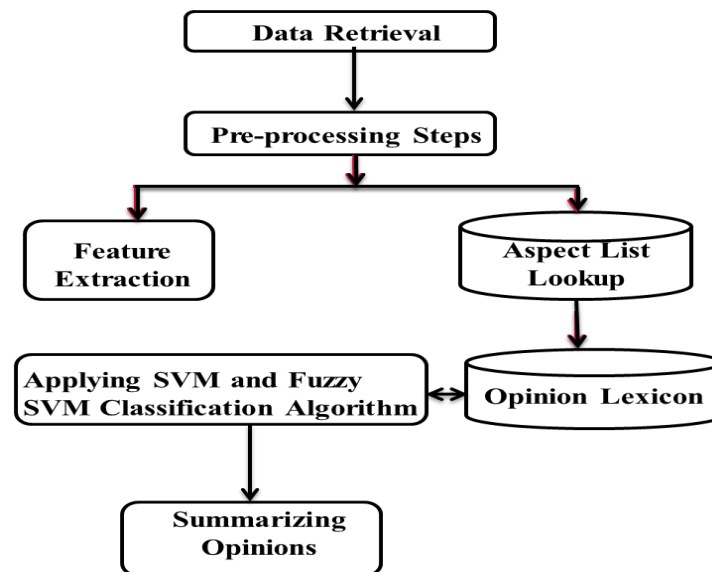 Data Retrieval
Pre-processing Steps
Feature
Extraction
Aspect List
Lookup
Applying SVM and Fuzzy
SVM Classification Algorithm
Opinion Lexicon
Summarizing
Opinions